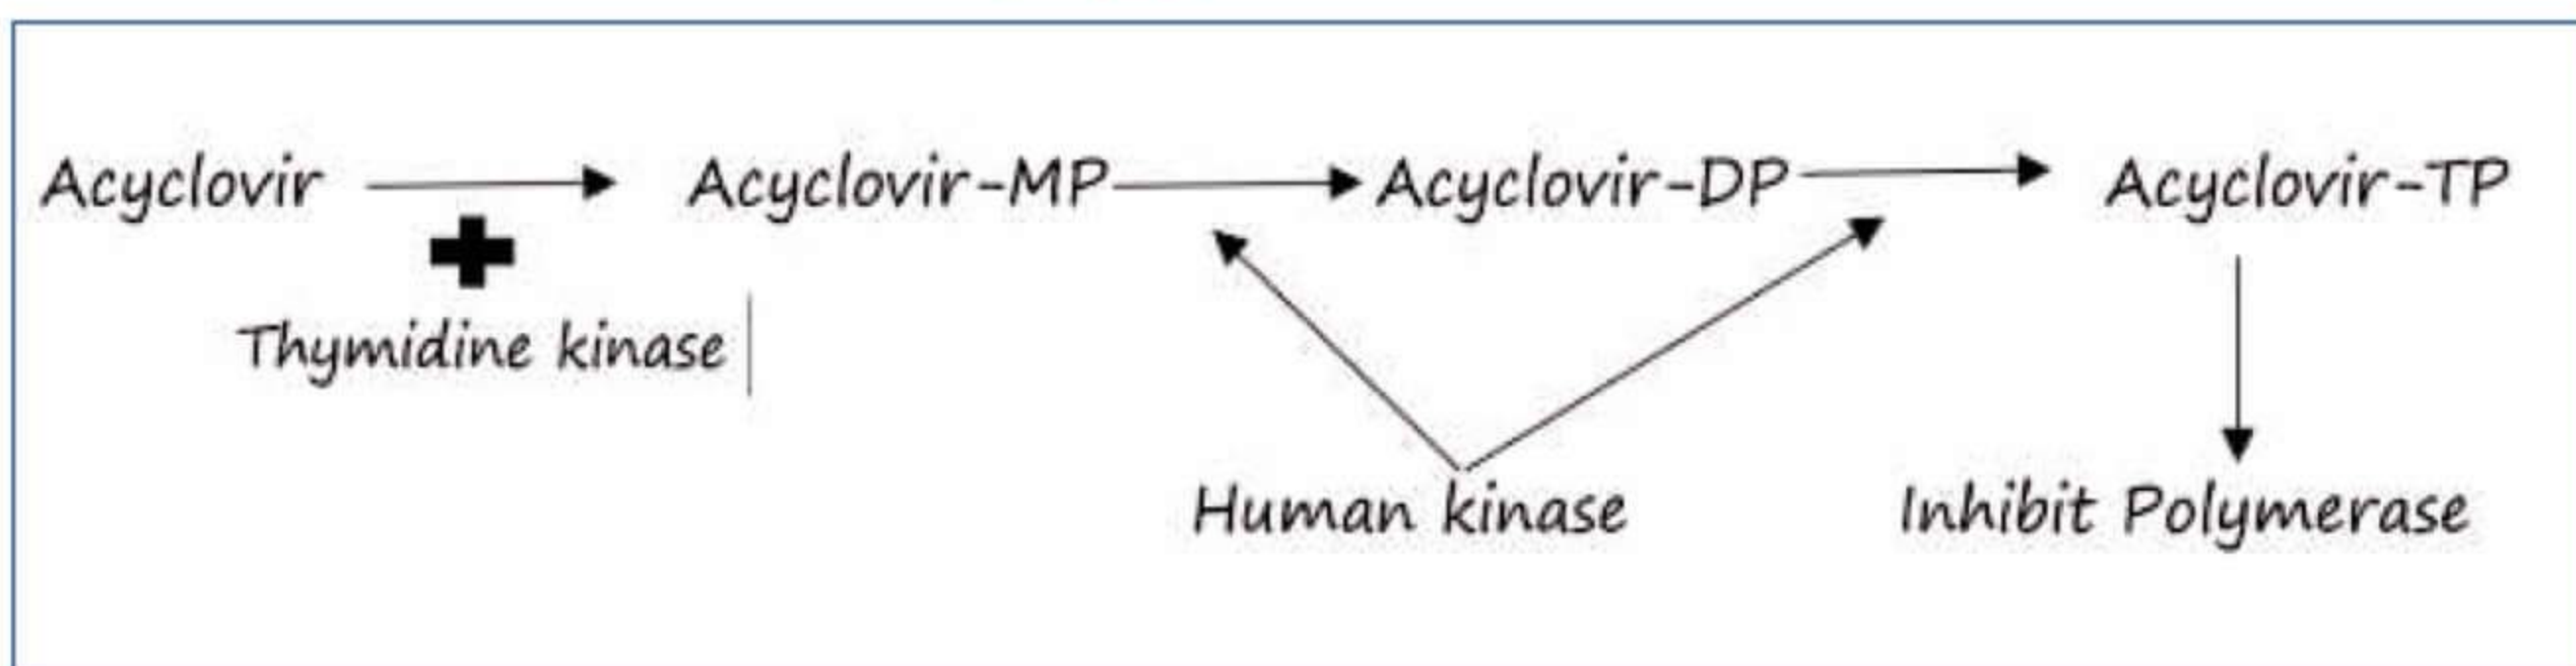 Acyclovir Acyclovir-MP Acyclovir-DP Acyclovir-TP
Thymidine kinase
Human kinase Inhibit Polymerase